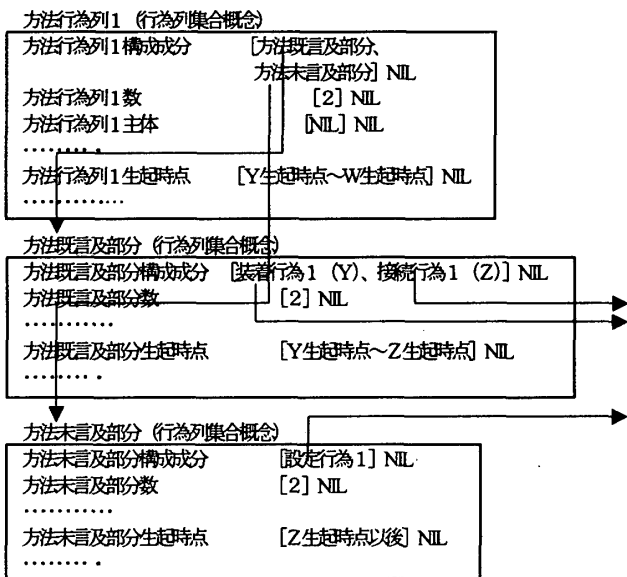 方法行為列1 (行為列集合概念)
方法行為列1構成成分 [方法既言及部分、
方法未言及部分] NIL
方法行為列1数 [2] NIL
方法行為列1主体 [NIL] NIL
………
方法行為列1生起時点 [Y生起時点～W生起時点] NIL
…………
方法既言及部分 (行為列集合概念)
方法既言及部分構成成分 [装着行為1 (Y)、接続行為1 (Z)] NIL
方法既言及部分数 [2] NIL
…………
方法既言及部分生起時点 [Y生起時点～Z生起時点] NIL
………
方法未言及部分 (行為列集合概念)
方法未言及部分構成成分 [設定行為1] NIL
方法未言及部分数 [2] NIL
…………
方法未言及部分生起時点 [Z生起時点以後] NIL
………